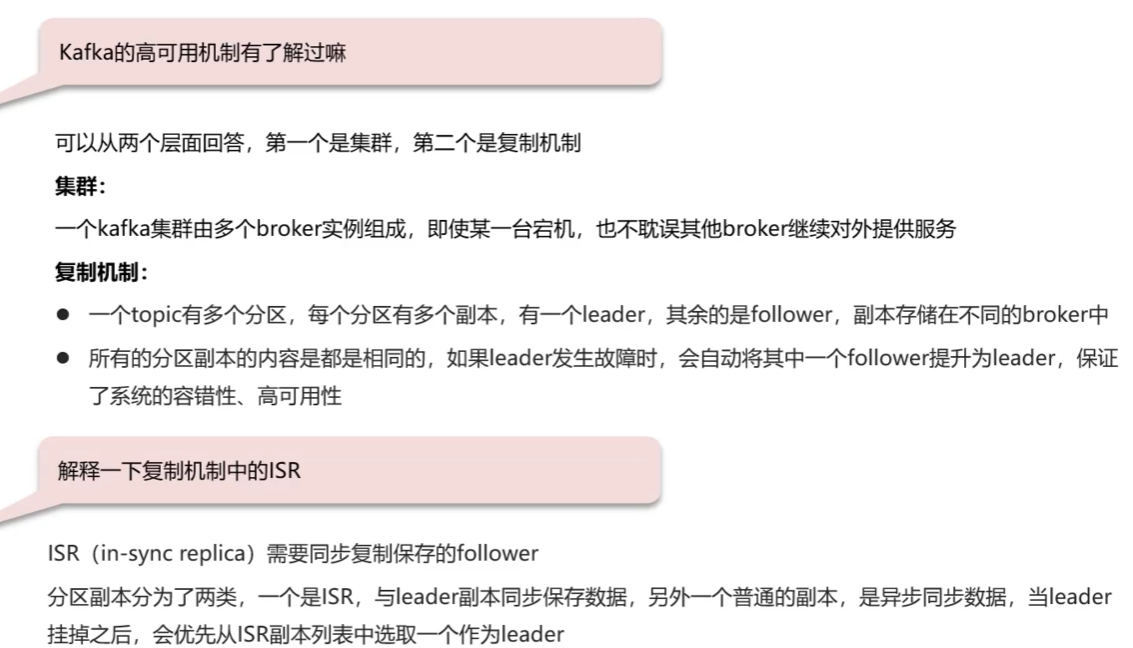 Kafka的高可用机制有了解过嘛
可以从两个层面回答，第一个是集群，第二个是复制机制
集群：
一个kafka集群由多个broker实例组成，即使某一台宕机，也不耽误其他broker继续对外提供服务
复制机制：
● 一个topic有多个分区，每个分区有多个副本，有一个leader，其余的是follower，副本存储在不同的broker中
● 所有的分区副本的内容是都是相同的，如果leader发生故障时，会自动将其中一个follower提升为leader，保证
了系统的容错性、高可用性
解释一下复制机制中的ISR
ISR（in-sync replica）需要同步复制保存的follower
分区副本分为了两类，一个是ISR，与leader副本同步保存数据，另外一个普通的副本，是异步同步数据，当leader
挂掉之后，会优先从ISR副本列表中选取一个作为leader